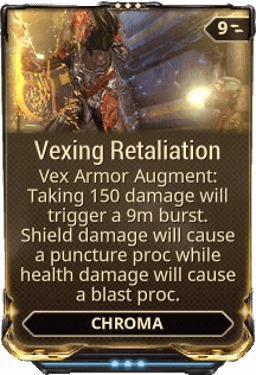 9
Vexing Retaliation
Vex Armor Augment:
Taking 150 damage will
trigger a 9m burst.
Shield damage will cause
a puncture proc while
health damage will cause
a blast proc.
CHROMA